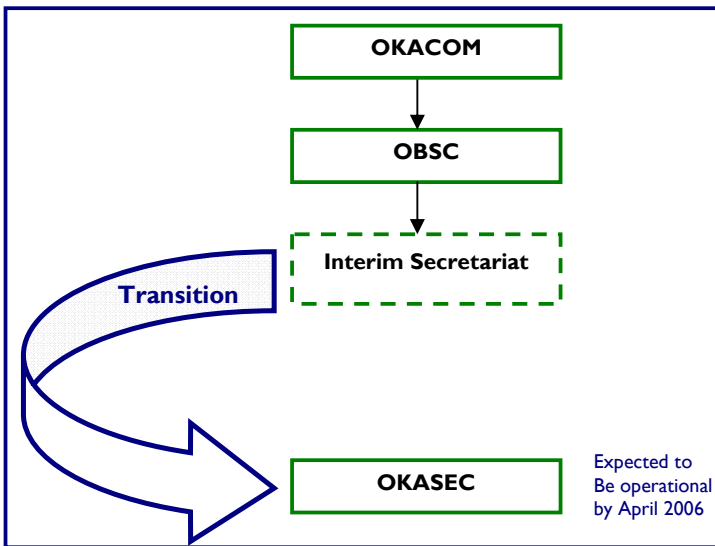 OKACOM
OBSC
Interim Secretariat
Transition
OKASEC
Expected to
Be operational
by April 2006